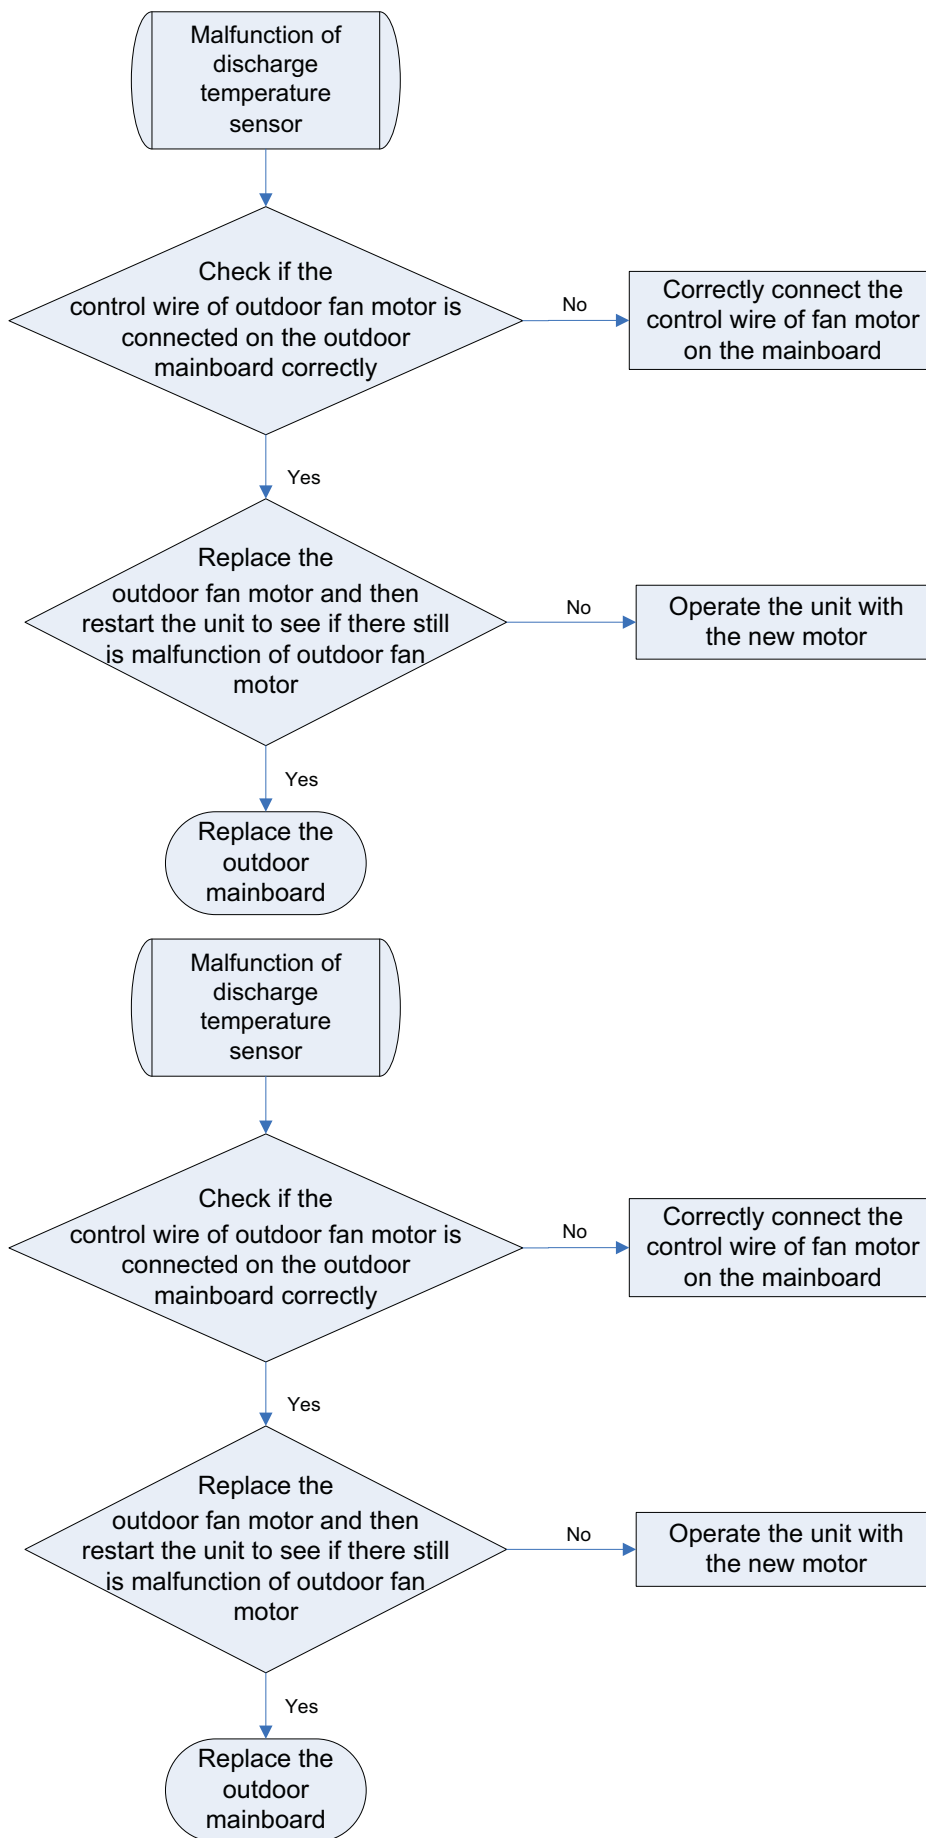 Malfunction of
discharge
temperature
sensor
Check if the
control wire of outdoor fan motor is
connected on the outdoor
mainboard correctly
No
Correctly connect the
control wire of fan motor
on the mainboard
Yes
Replace the
outdoor fan motor and then
restart the unit to see if there still
is malfunction of outdoor fan
motor
No
Operate the unit with
the new motor
Yes
Replace the
outdoor
mainboard
Malfunction of
discharge
temperature
sensor
Check if the
control wire of outdoor fan motor is
connected on the outdoor
mainboard correctly
No
Correctly connect the
control wire of fan motor
on the mainboard
Yes
Replace the
outdoor fan motor and then
restart the unit to see if there still
is malfunction of outdoor fan
motor
No
Operate the unit with
the new motor
Yes
Replace the
outdoor
mainboard